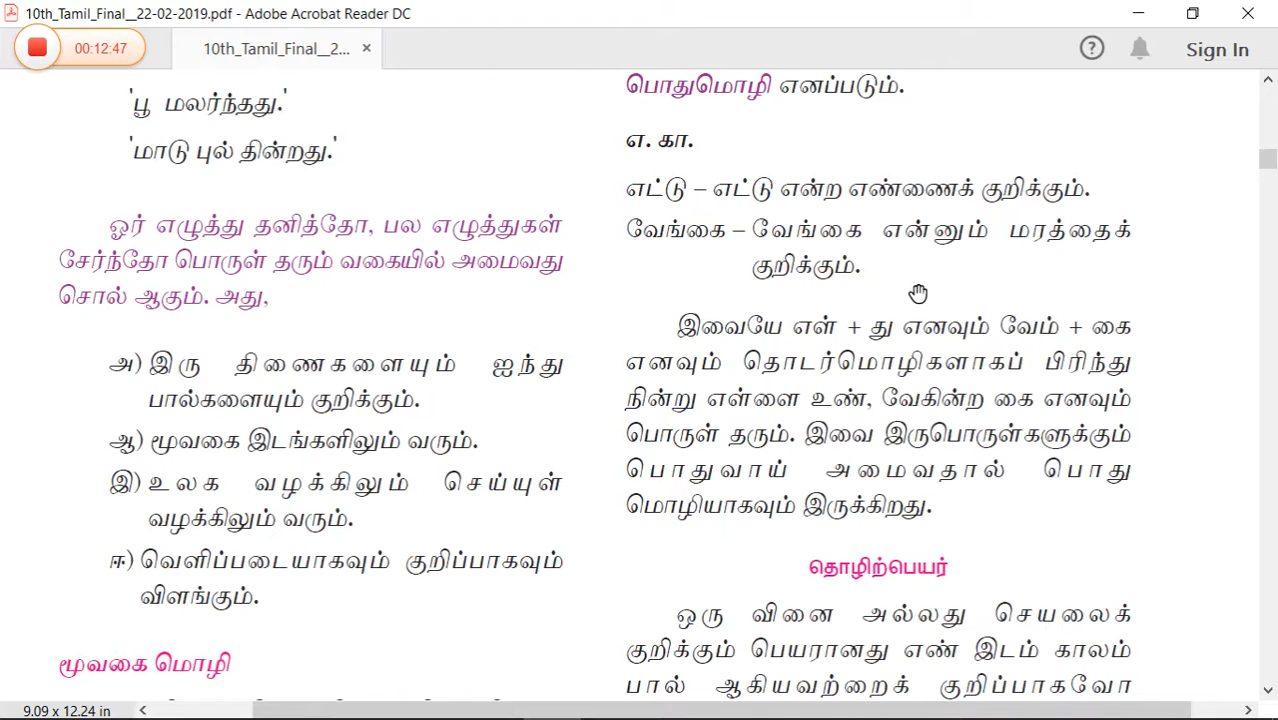 10th_Tamil_Final__22-02-2019.pdf - Adobe Acrobat Reader DC
00:12:47
10th_Tamil_Final__2...
Sign In
'பூ மலர்ந்தது.'
'மாடு புல் தின்றது.'
ஓர் எழுத்து தனித்தோ, பல எழுத்துகள்
சேர்ந்தோ பொருள் தரும் வகையில் அமைவது
சொல் ஆகும். அது,
அ) இரு திணைகளையும் ஐந்து
பால்களையும் குறிக்கும்.
ஆ) மூவகை இடங்களிலும் வரும்.
இ) உலக வழக்கிலும் செய்யுள்
வழக்கிலும் வரும்.
ஈ) வெளிப்படையாகவும் குறிப்பாகவும்
விளங்கும்.
மூவகை மொழி
பொதுமொழி எனப்படும்.
எ. கா.
எட்டு – எட்டு என்ற எண்ணைக் குறிக்கும்.
வேங்கை – வேங்கை என்னும் மரத்தைக்
குறிக்கும்.
இவையே எள் + து எனவும் வேம் + கை
எனவும் தொடர்மொழிகளாகப் பிரிந்து
நின்று எள்ளை உண், வேகின்ற கை எனவும்
பொருள் தரும். இவை இருபொருள்களுக்கும்
பொதுவாய் அமைவதால் பொது
மொழியாகவும் இருக்கிறது.
தொழிற்பெயர்
ஒரு வினை அல்லது செயலைக்
குறிக்கும் பெயரானது எண் இடம் காலம்
பால் ஆகியவற்றைக் குறிப்பாகவோ
9.09 x 12.24 in